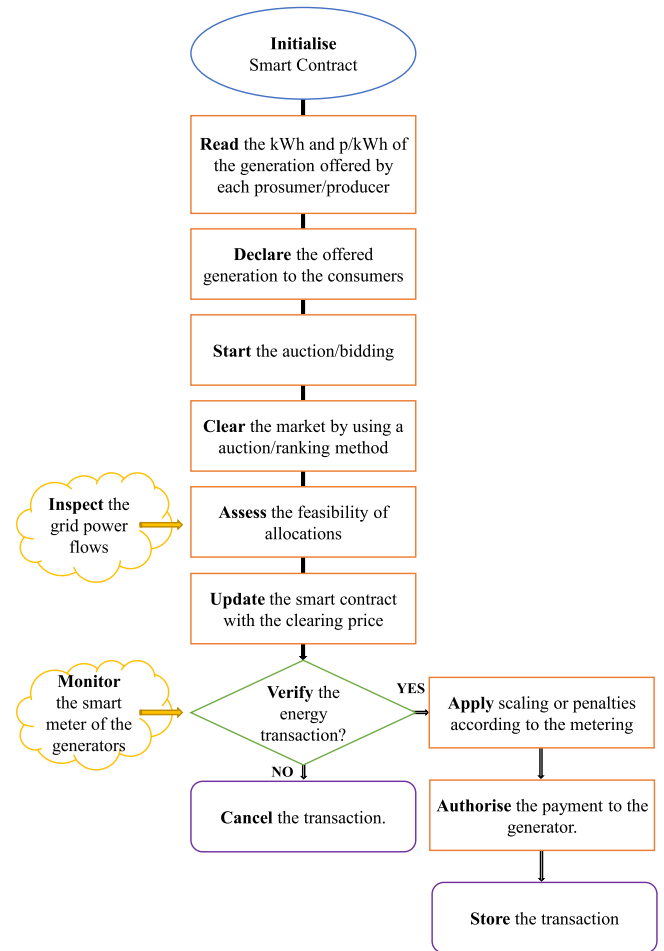 Initialise
Smart Contract
Read the kWh and p/kWh of
the generation offered by
each prosumer/producer
Declare the offered
generation to the consumers
Start the auction/bidding
Clear the market by using a
auction/ranking method
Inspect the
grid power
flows
Assess the feasibility of
allocations
Update the smart contract
with the clearing price
Monitor
the smart
meter of the
generators
Verify the
energy
transaction?
YES
Apply scaling or penalties
according to the metering
NO
Cancel the transaction.
Authorise the payment to the
generator.
Store the transaction